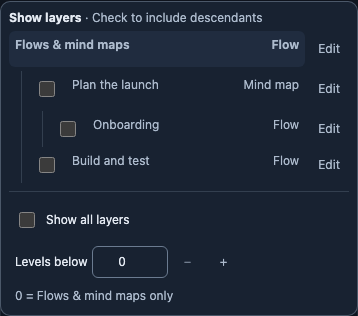 Show layers · Check to include descendants
Flows & mind maps Flow Edit
Plan the launch Mind map Edit
Onboarding Flow Edit
Build and test Flow Edit
Show all layers
Levels below 0 − +
0 = Flows & mind maps only